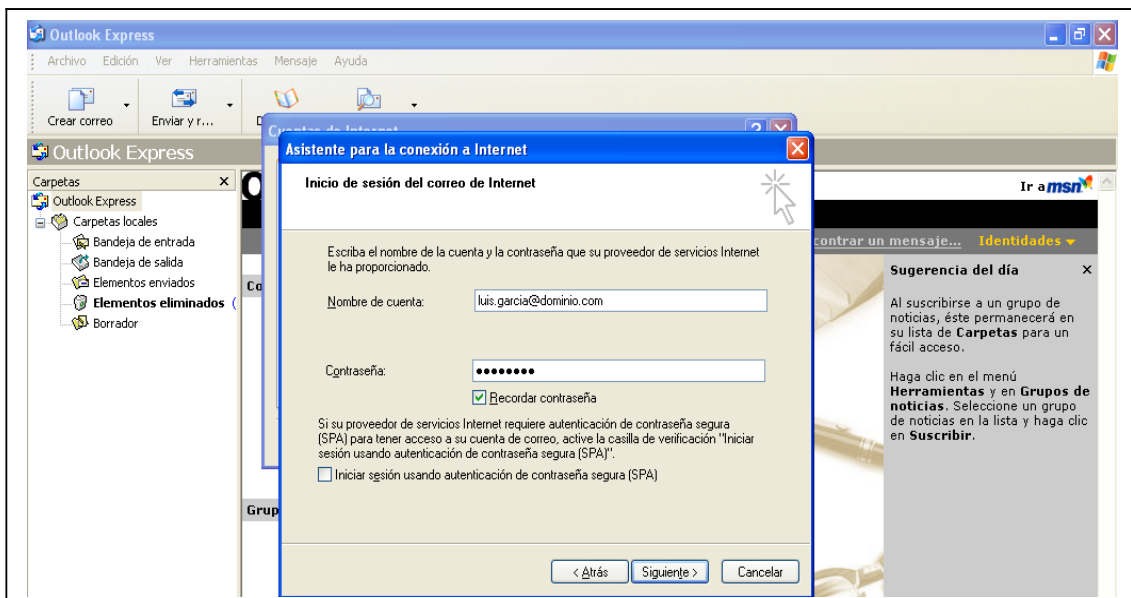 Outlook Express
Archivo Edición Ver Herramientas Mensaje Ayuda
Crear correo Enviar y r...
Cuentas de Internet
Outlook Express
Asistente para la conexión a Internet
Carpetas
Outlook Express
Carpetas locales
Bandeja de entrada
Bandeja de salida
Elementos enviados
Elementos eliminados (
Borrador
Inicio de sesión del correo de Internet
Escriba el nombre de la cuenta y la contraseña que su proveedor de servicios Internet
le ha proporcionado.
Nombre de cuenta: luis.garcia@dominio.com
Contraseña: ●●●●●●●●
Recordar contraseña
Si su proveedor de servicios Internet requiere autenticación de contraseña segura
(SPA) para tener acceso a su cuenta de correo, active la casilla de verificación "Iniciar
sesión usando autenticación de contraseña segura (SPA)".
Iniciar sesión usando autenticación de contraseña segura (SPA)
< Atrás Siguiente > Cancelar
Ir a msn
mensaje... Identidades
Sugerencia del día
Al suscribirse a un grupo de
noticias, éste permanecerá en
su lista de Carpetas para un
fácil acceso.
Haga clic en el menú
Herramientas y en Grupos de
noticias. Seleccione un grupo
de noticias en la lista y haga clic
en Suscribir.